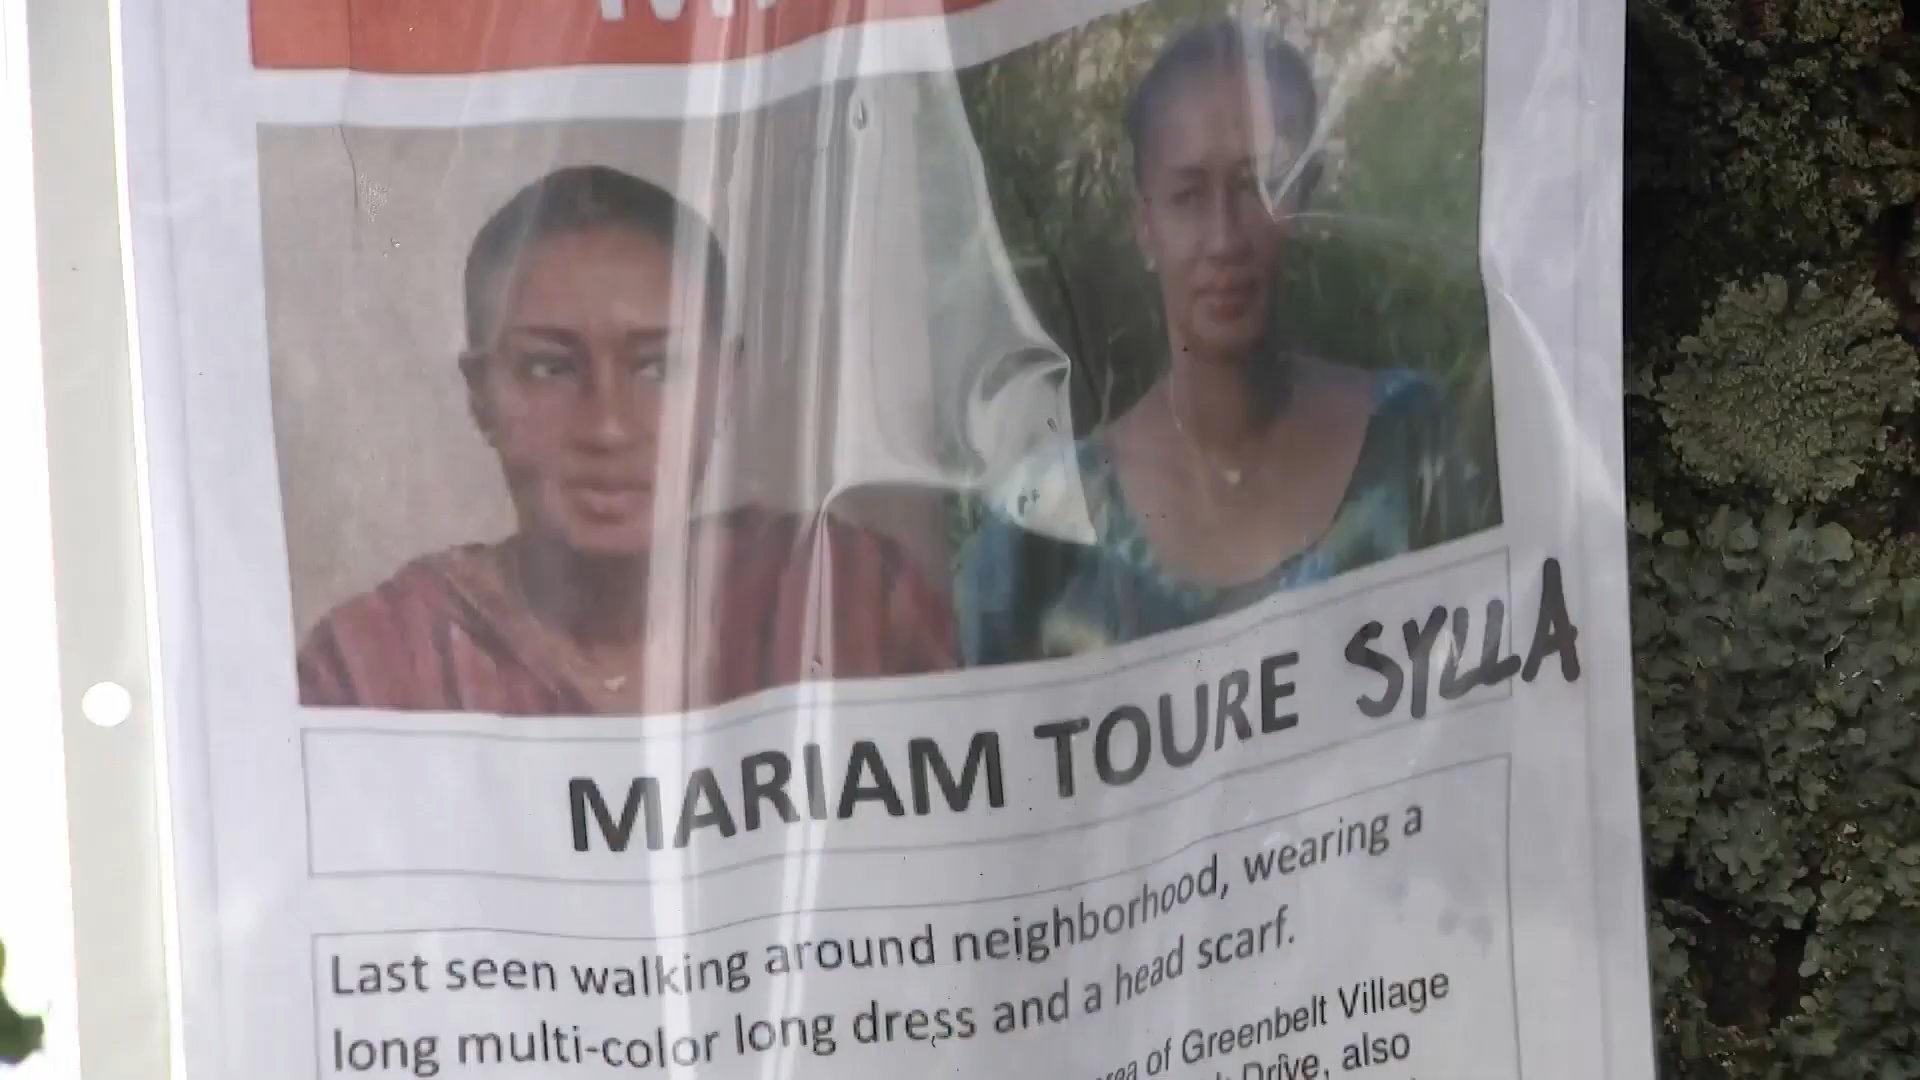 MARIAM TOURE SYLLA
Last seen walking around neighborhood, wearing a
long multi-color long dress and a head scarf.
of Greenbelt Village
Drive, also